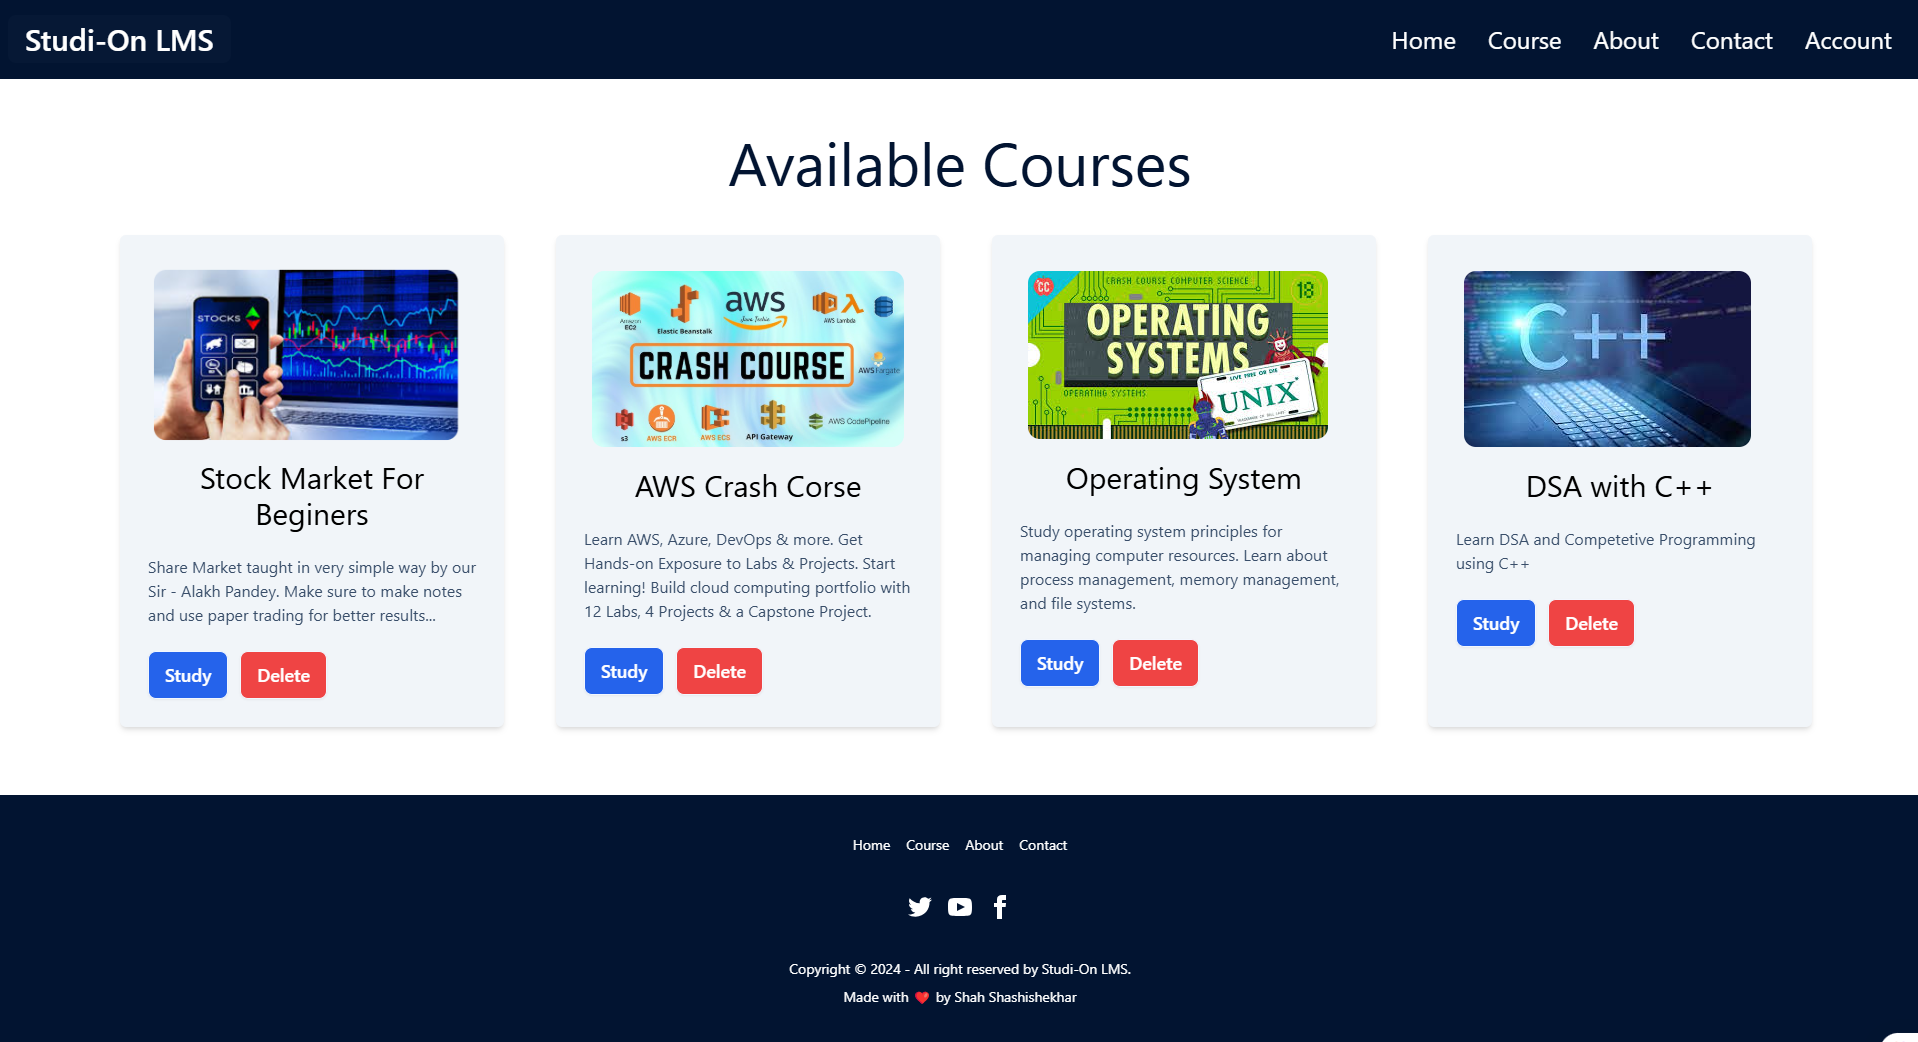 Studi-On LMS
Home Course About Contact Account
Available Courses
STOCKS
Stock Market For
Beginers
Share Market taught in very simple way by our
Sir - Alakh Pandey. Make sure to make notes
and use paper trading for better results...
Study Delete
Amazon
EC2
Elastic Beanstalk
aws
Java Techie
AWS Lambda
CRASH COURSE
AWS Fargate
s3
AWS ECR
AWS ECS
API Gateway
AWS CodePipeline
AWS Crash Corse
Learn AWS, Azure, DevOps & more. Get
Hands-on Exposure to Labs & Projects. Start
learning! Build cloud computing portfolio with
12 Labs, 4 Projects & a Capstone Project.
Study Delete
CC
CRASH COURSE COMPUTER SCIENCE
18
OPERATING
SYSTEMS
LIVE FREE OR DIE
UNIX
OPERATING SYSTEMS
Operating System
Study operating system principles for
managing computer resources. Learn about
process management, memory management,
and file systems.
Study Delete
C++
DSA with C++
Learn DSA and Competetive Programming
using C++
Study Delete
Home Course About Contact
Copyright © 2024 - All right reserved by Studi-On LMS.
Made with ❤️ by Shah Shashishekhar